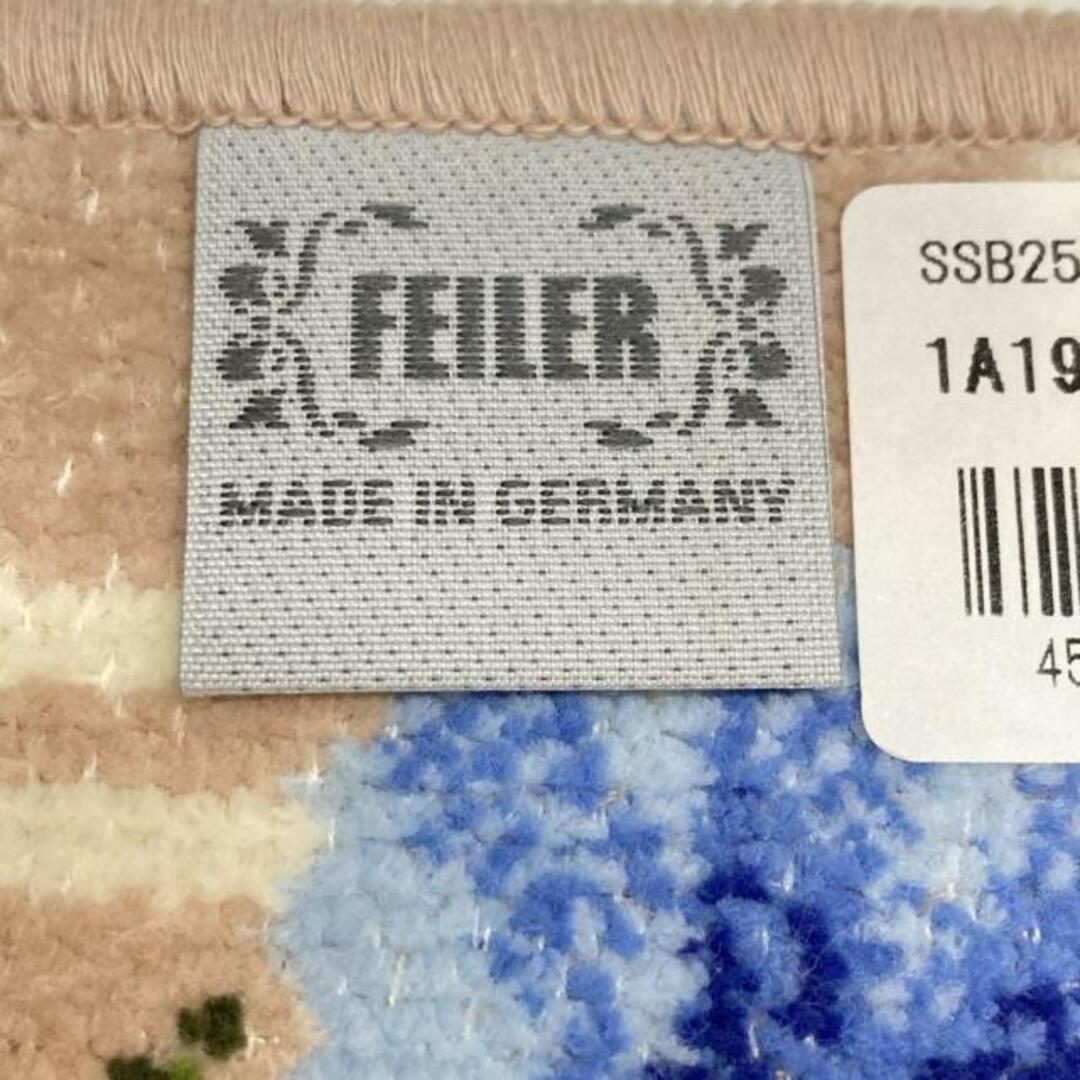 FEILER
MADE IN GERMANY
SSB25
1A19
45